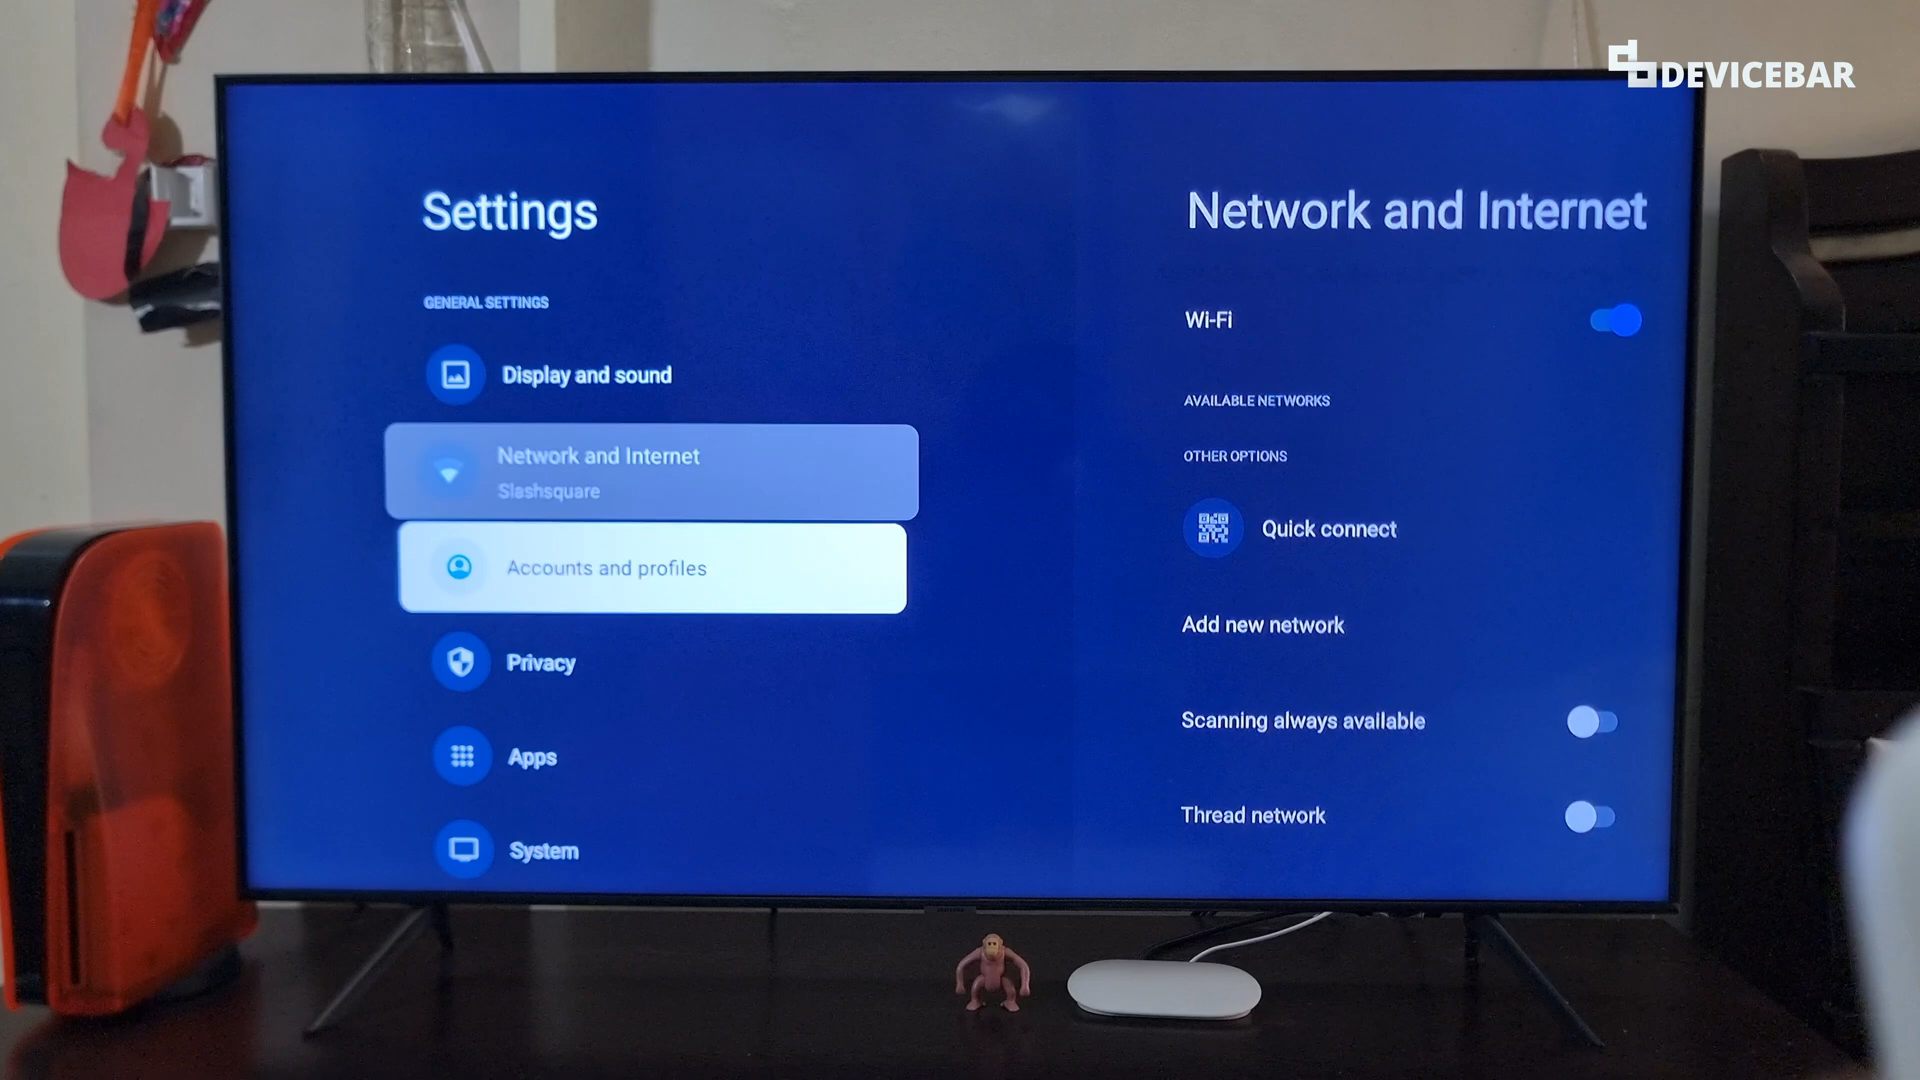 DEVICEBAR
Settings
GENERAL SETTINGS
Display and sound
Network and Internet
Slashsquare
Accounts and profiles
Privacy
Apps
System
Network and Internet
Wi-Fi
AVAILABLE NETWORKS
OTHER OPTIONS
Quick connect
Add new network
Scanning always available
Thread network